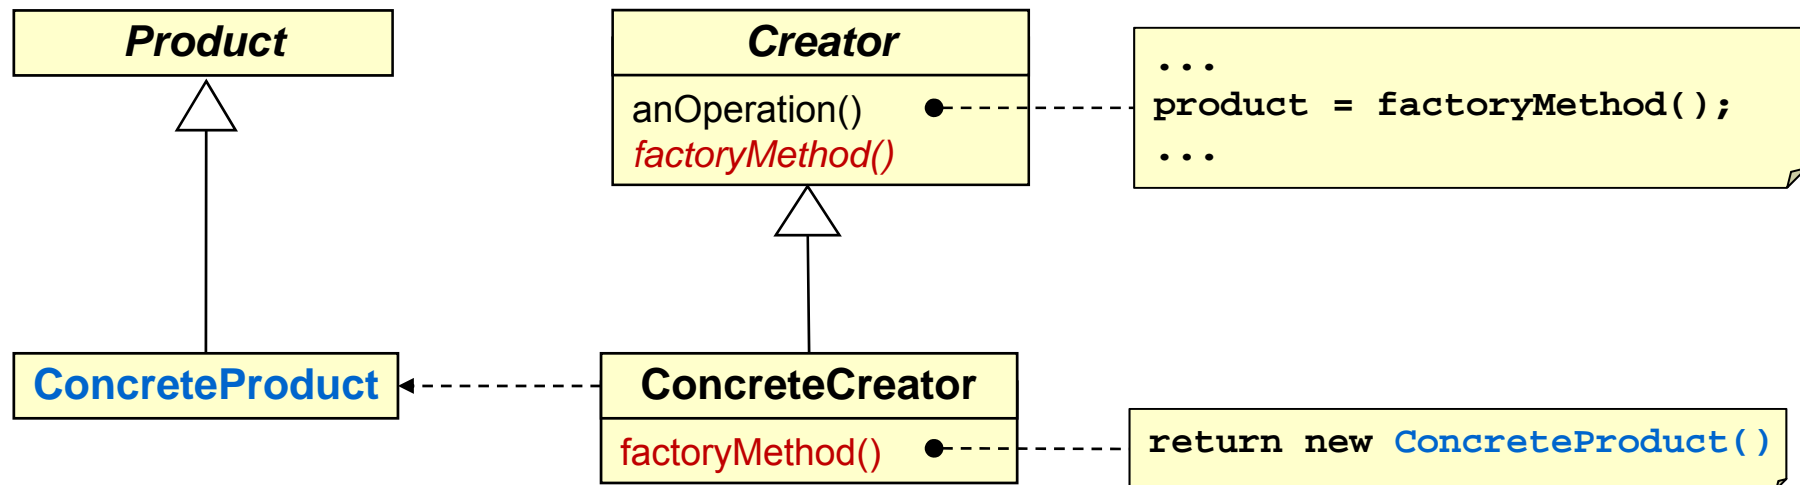 Product
Creator
anOperation()
factoryMethod()
...
product = factoryMethod();
...
ConcreteProduct
ConcreteCreator
factoryMethod()
return new ConcreteProduct()